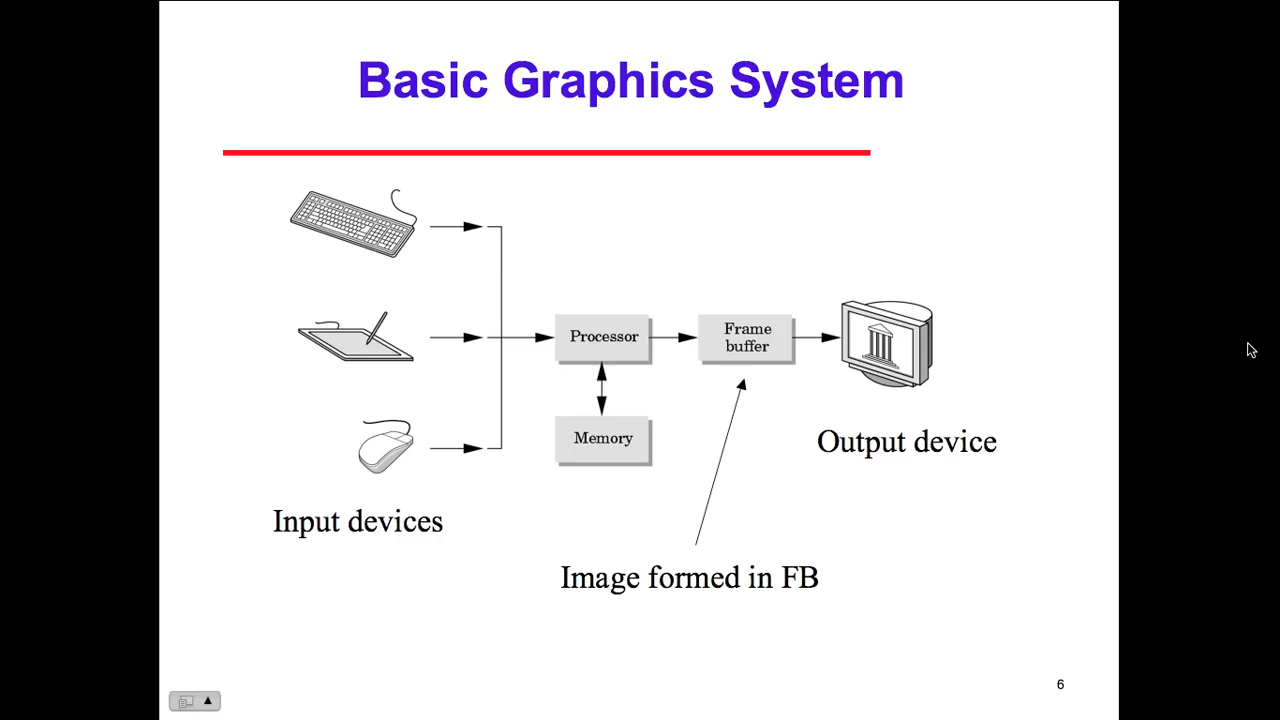 Basic Graphics System
Processor
Frame
buffer
Memory
Output device
Input devices
Image formed in FB
6